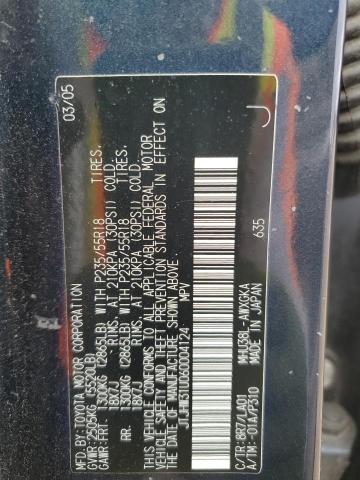 MFD.BY:TOYOTA MOTOR CORPORATION 03/05
GVWR:2505KG (5520LB)
GAWR:FRT. 1300KG (2865LB) WITH P235/55R18 TIRES,
18X7J RIMS, AT 210KPA (30PSI) COLD.
RR. 1300KG (2865LB) WITH P235/55R18 TIRES,
18X7J RIMS, AT 210KPA (30PSI) COLD.
THIS VEHICLE CONFORMS TO ALL APPLICABLE FEDERAL MOTOR
VEHICLE SAFETY STANDARDS IN EFFECT ON
THE DATE OF MANUFACTURE SHOWN ABOVE.
JTJHW31U060004124 MPV
635 J
C/TR:8R7/LA01 MHU38L-AWXGKA
A/TM:-01A/P310 MADE IN JAPAN